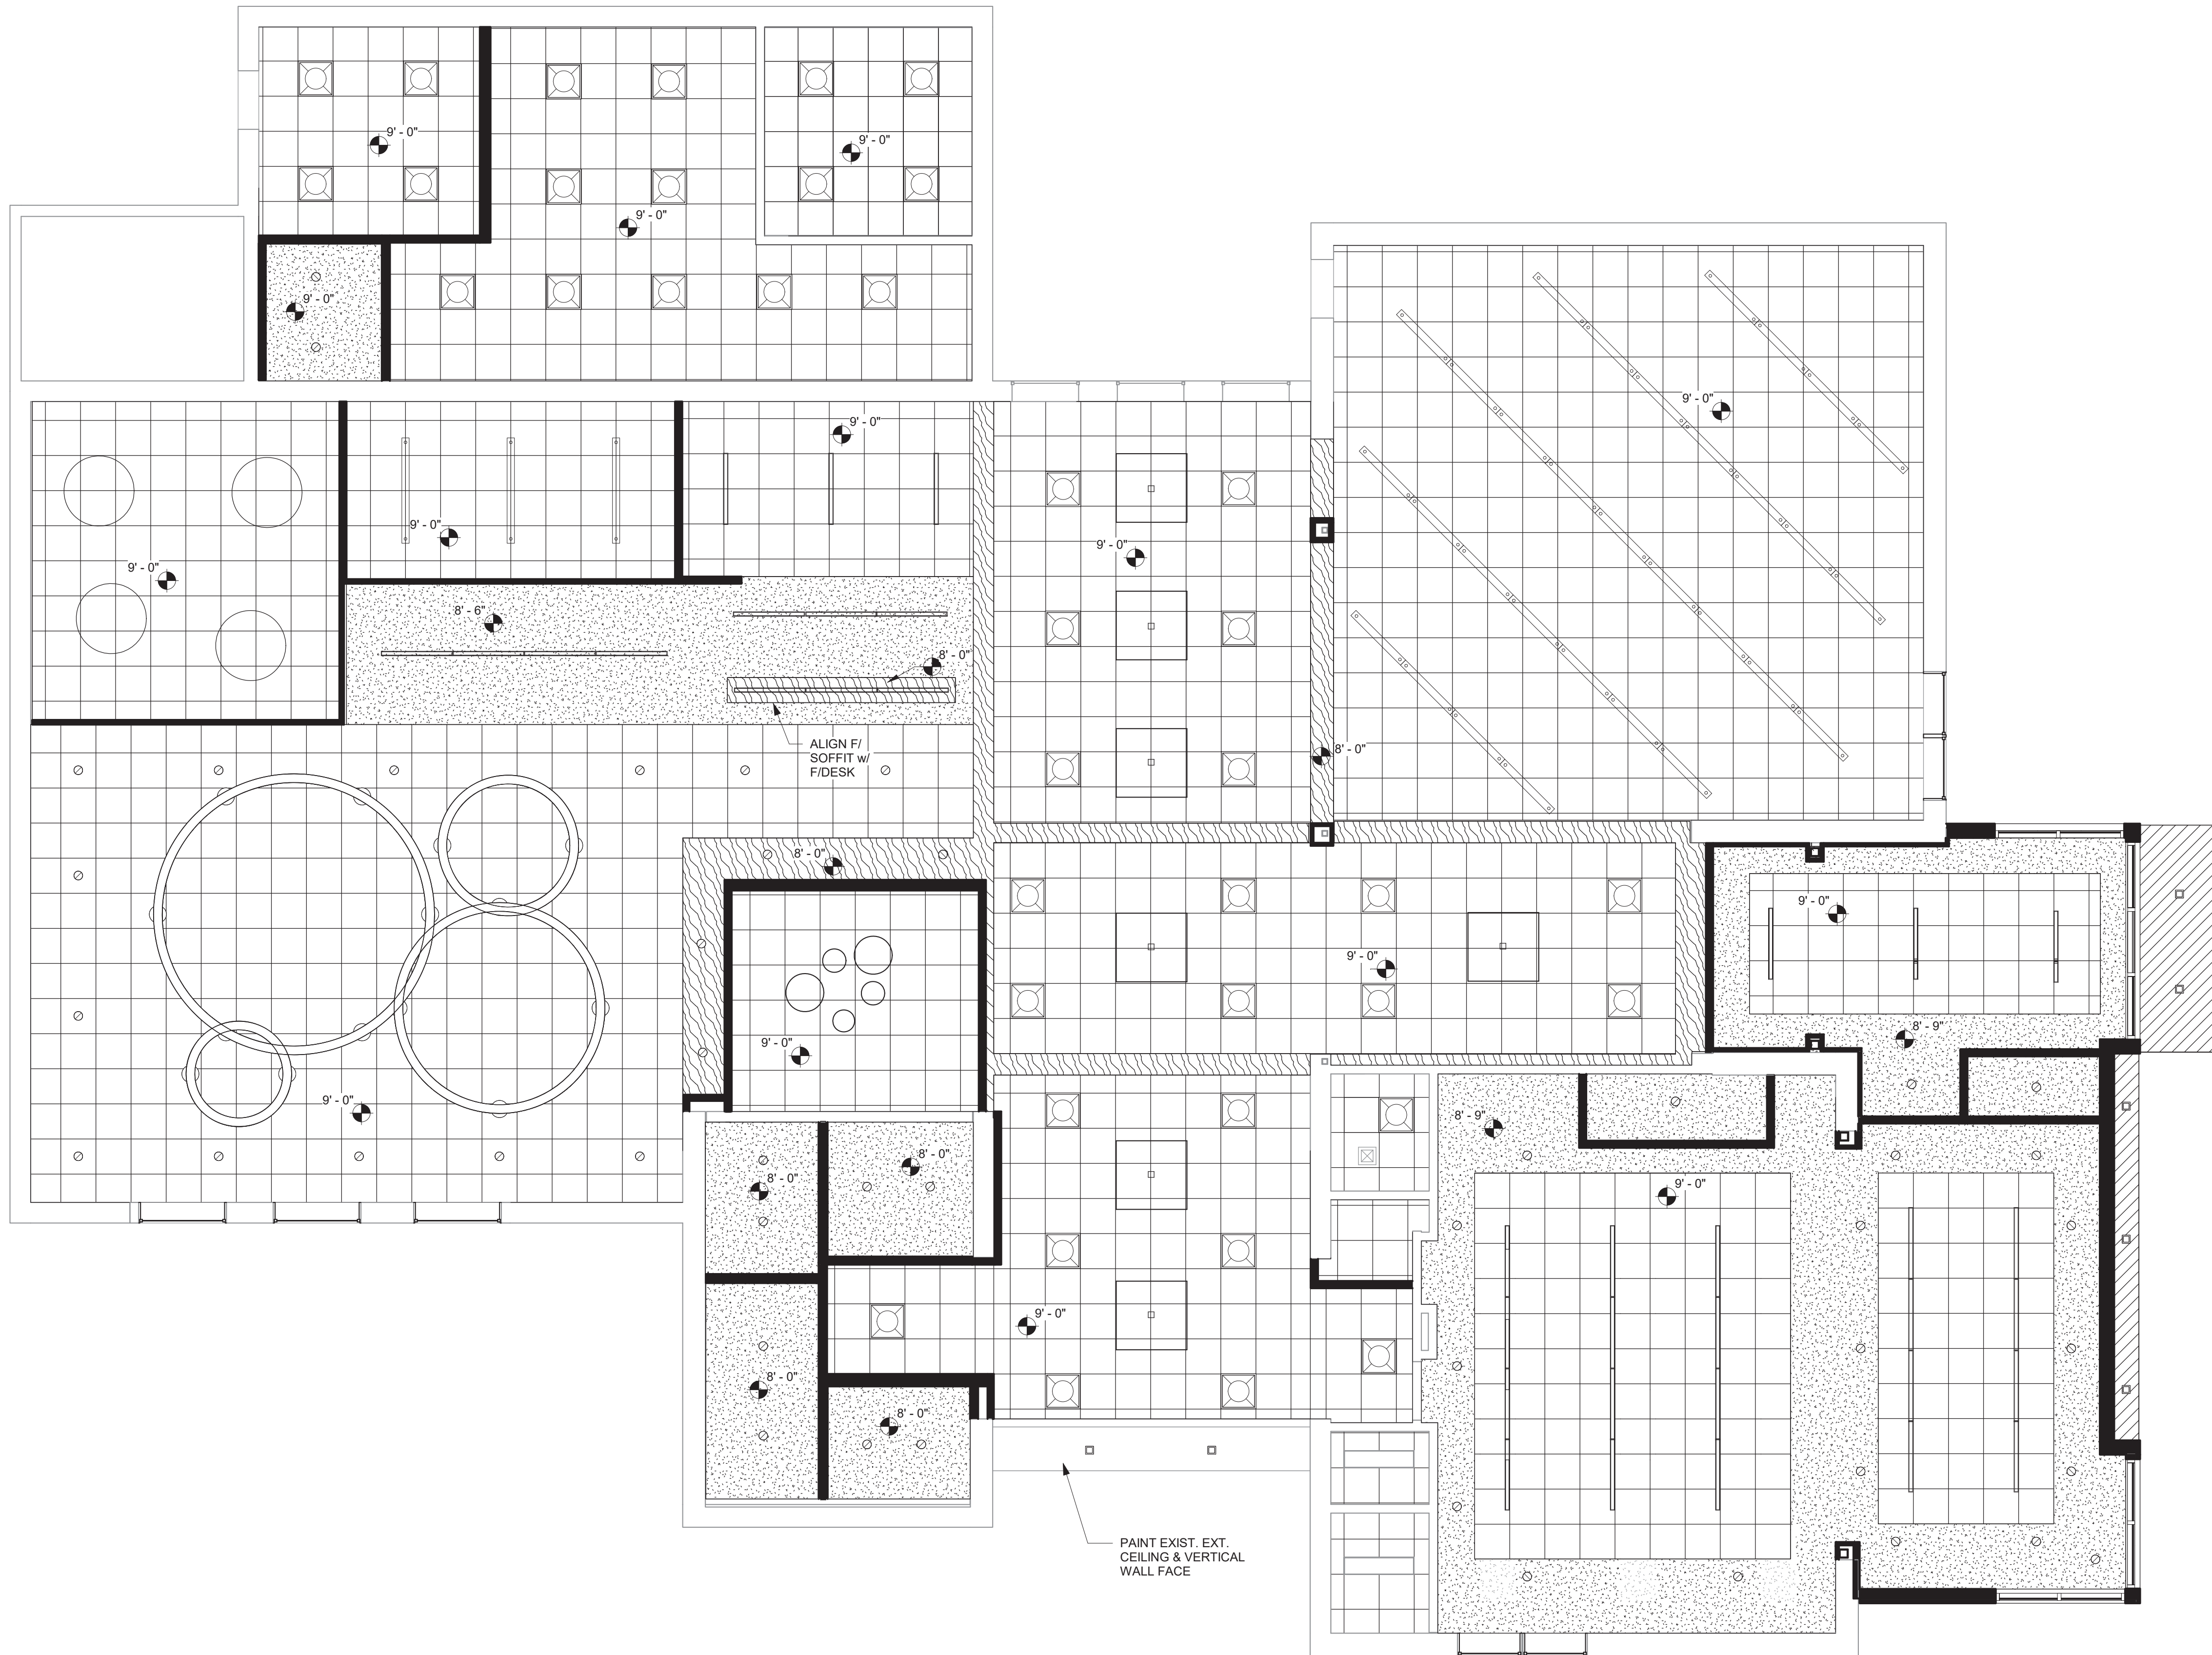 9' - 0"
9' - 0"
9' - 0"
9' - 0"
9' - 0"
9' - 0"
9' - 0"
9' - 0"
9' - 0"
8' - 6"
8' - 0"
ALIGN F/
SOFFIT w/
F/DESK
8' - 0"
8' - 0"
9' - 0"
9' - 0"
8' - 9"
9' - 0"
9' - 0"
8' - 9"
8' - 0"
8' - 0"
9' - 0"
9' - 0"
8' - 0"
8' - 0"
PAINT EXIST. EXT.
CEILING & VERTICAL
WALL FACE